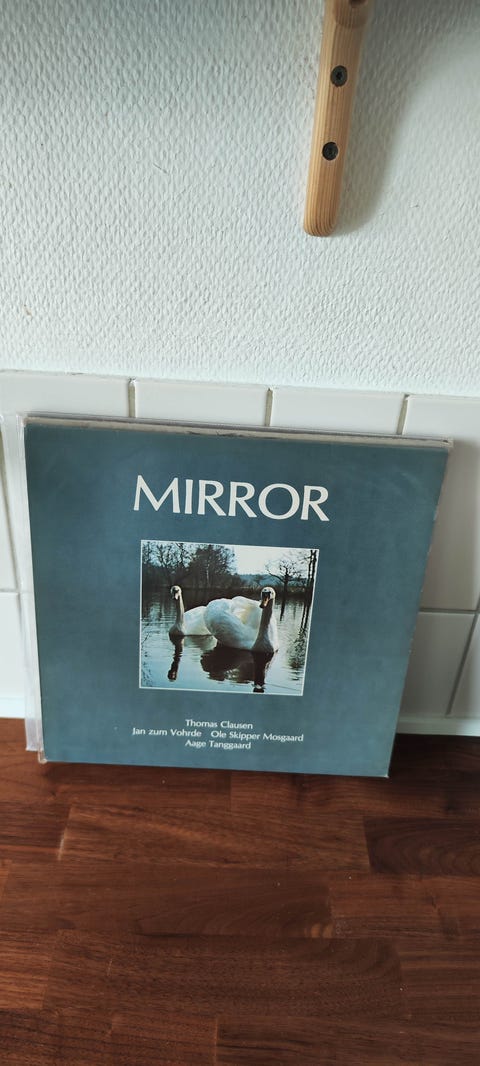 MIRROR
Thomas Clausen
Jan zum Vohrde Ole Skipper Mosgaard
Aage Tanggaard